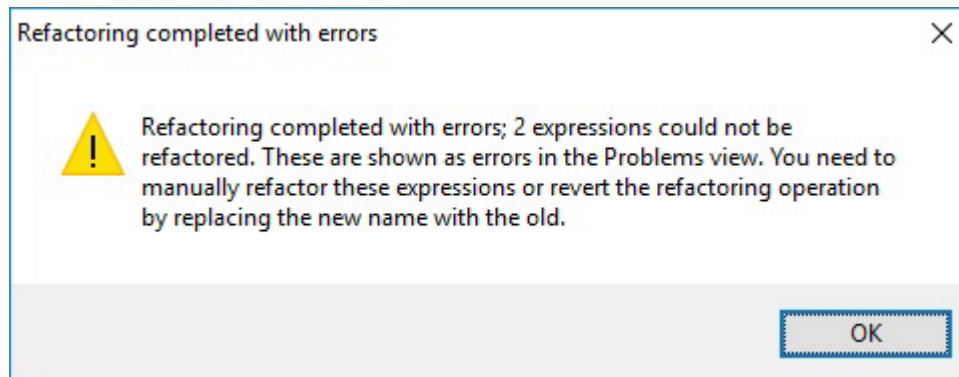 Refactoring completed with errors
Refactoring completed with errors; 2 expressions could not be
refactored. These are shown as errors in the Problems view. You need to
manually refactor these expressions or revert the refactoring operation
by replacing the new name with the old.
OK